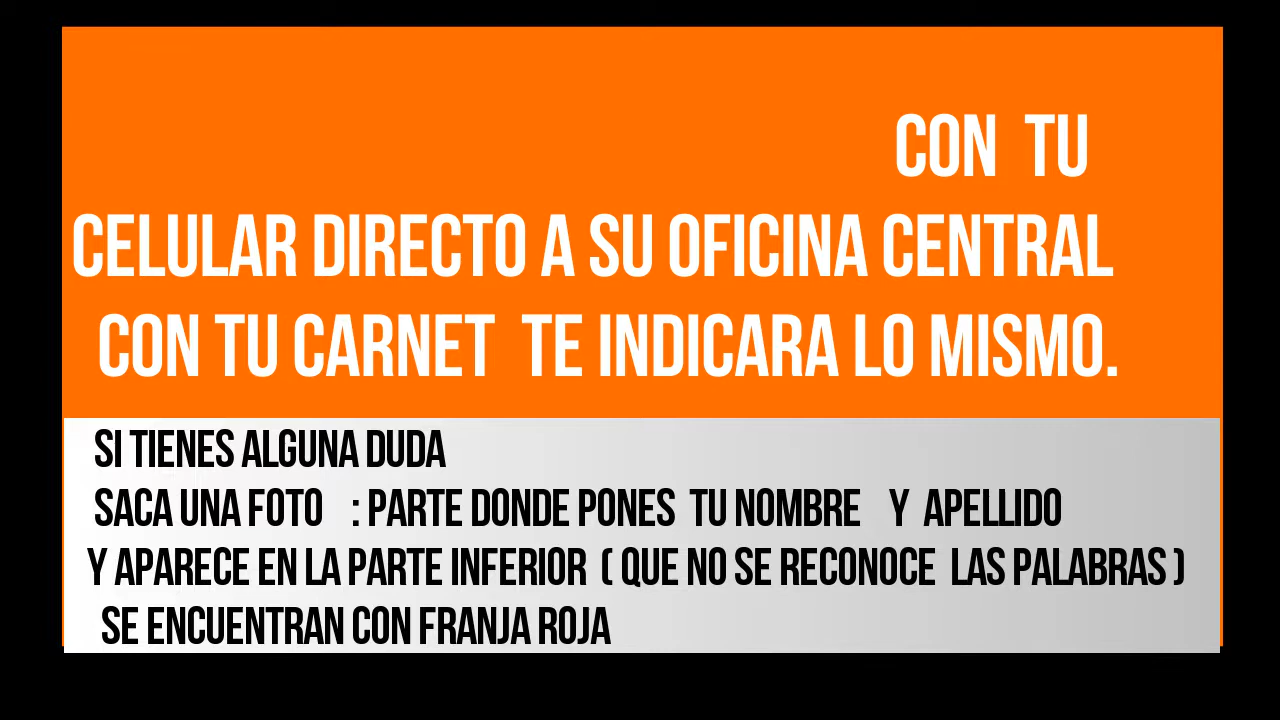 CON TU
CELULAR DIRECTO A SU OFICINA CENTRAL
CON TU CARNET TE INDICARA LO MISMO.
SI TIENES ALGUNA DUDA
SACA UNA FOTO : PARTE DONDE PONES TU NOMBRE Y APELLIDO
Y APARECE EN LA PARTE INFERIOR ( QUE NO SE RECONOCE LAS PALABRAS )
SE ENCUENTRAN CON FRANJA ROJA